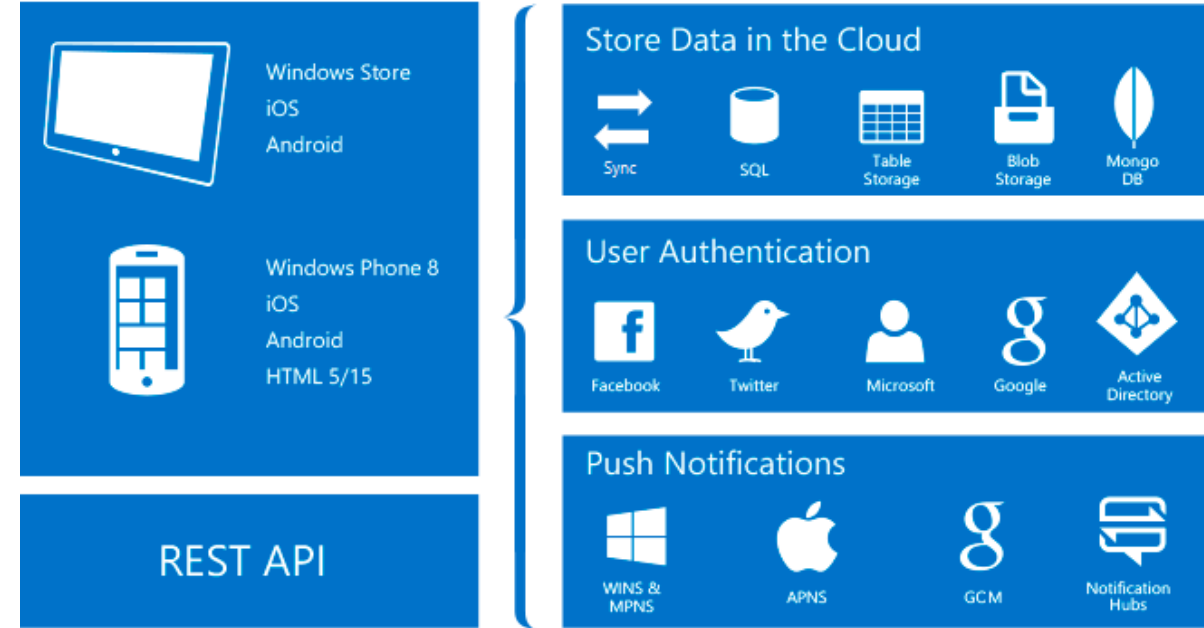 Windows Store
iOS
Android
Windows Phone 8
iOS
Android
HTML 5/15
REST API
Store Data in the Cloud
Sync
SQL
Table
Storage
Blob
Storage
Mongo
DB
User Authentication
Facebook
Twitter
Microsoft
Google
Active
Directory
Push Notifications
WINS &
MPNS
APNS
GCM
Notification
Hubs